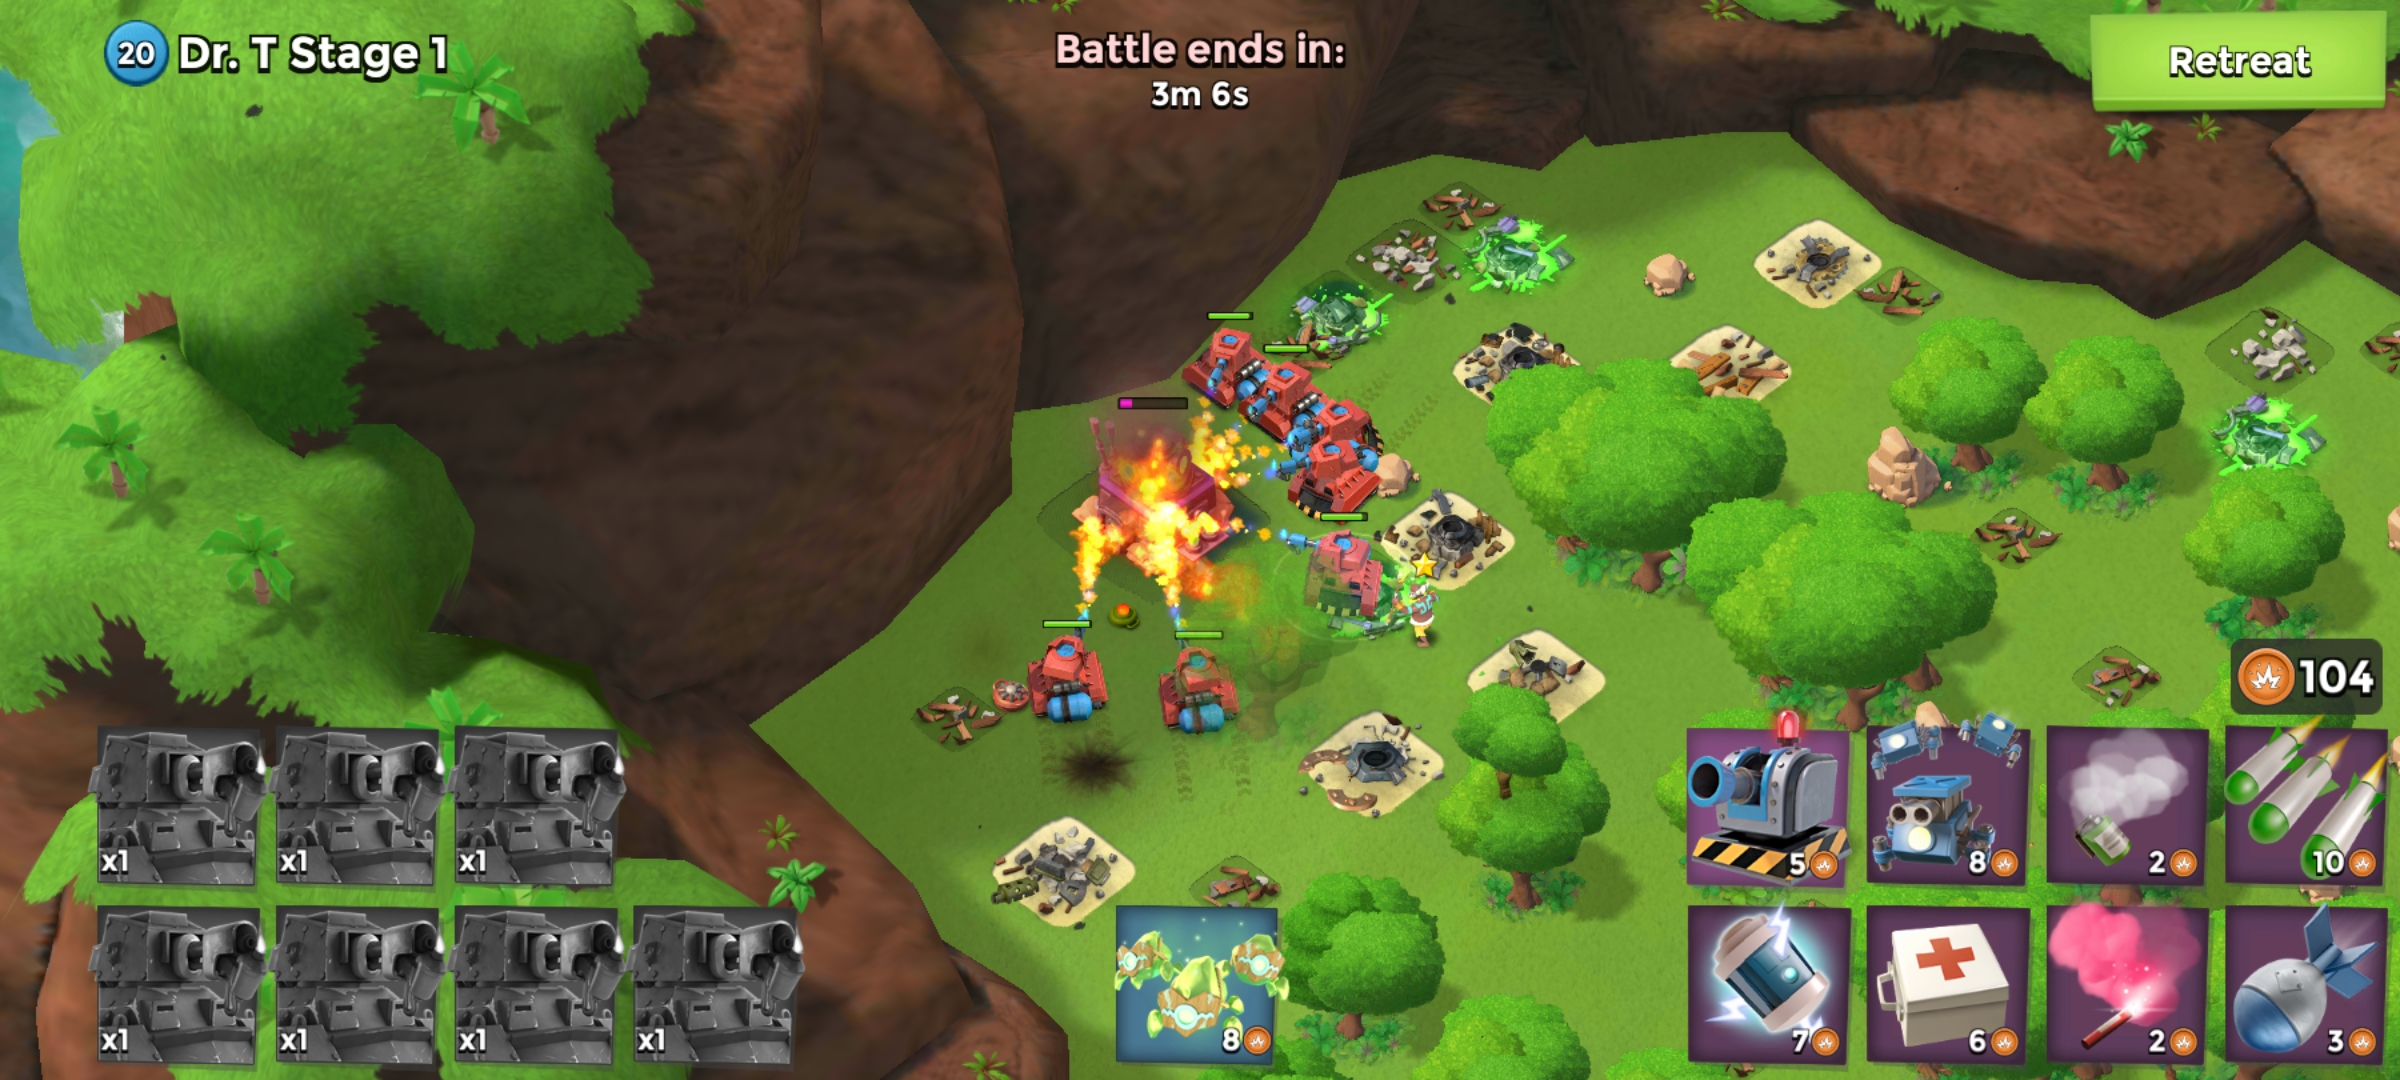 20 Dr. T Stage 1
Battle ends in:
3m 6s
Retreat
104
x1 x1 x1
5 8 2 10
x1 x1 x1 x1
8
7 6 2 3